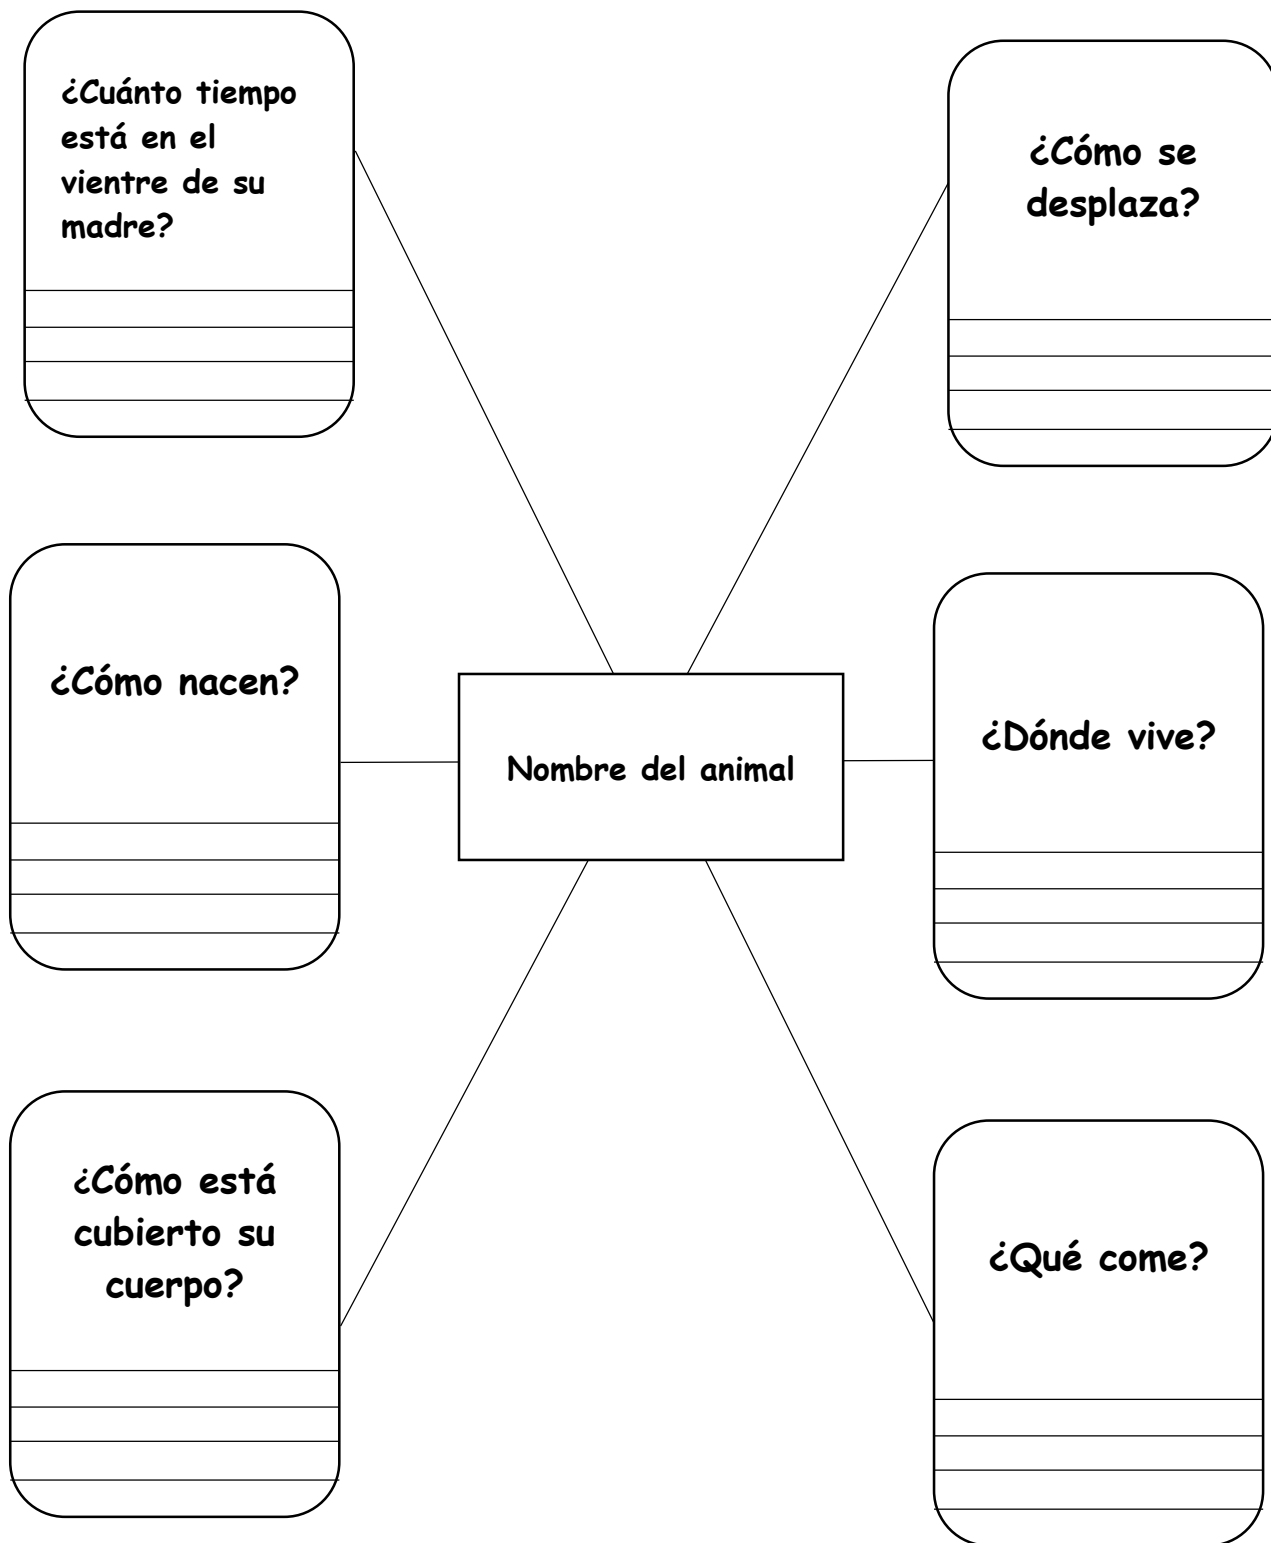 ¿Cuánto tiempo
está en el
vientre de su
madre?
¿Cómo se
desplaza?
¿Cómo nacen?
Nombre del animal
¿Dónde vive?
¿Cómo está
cubierto su
cuerpo?
¿Qué come?